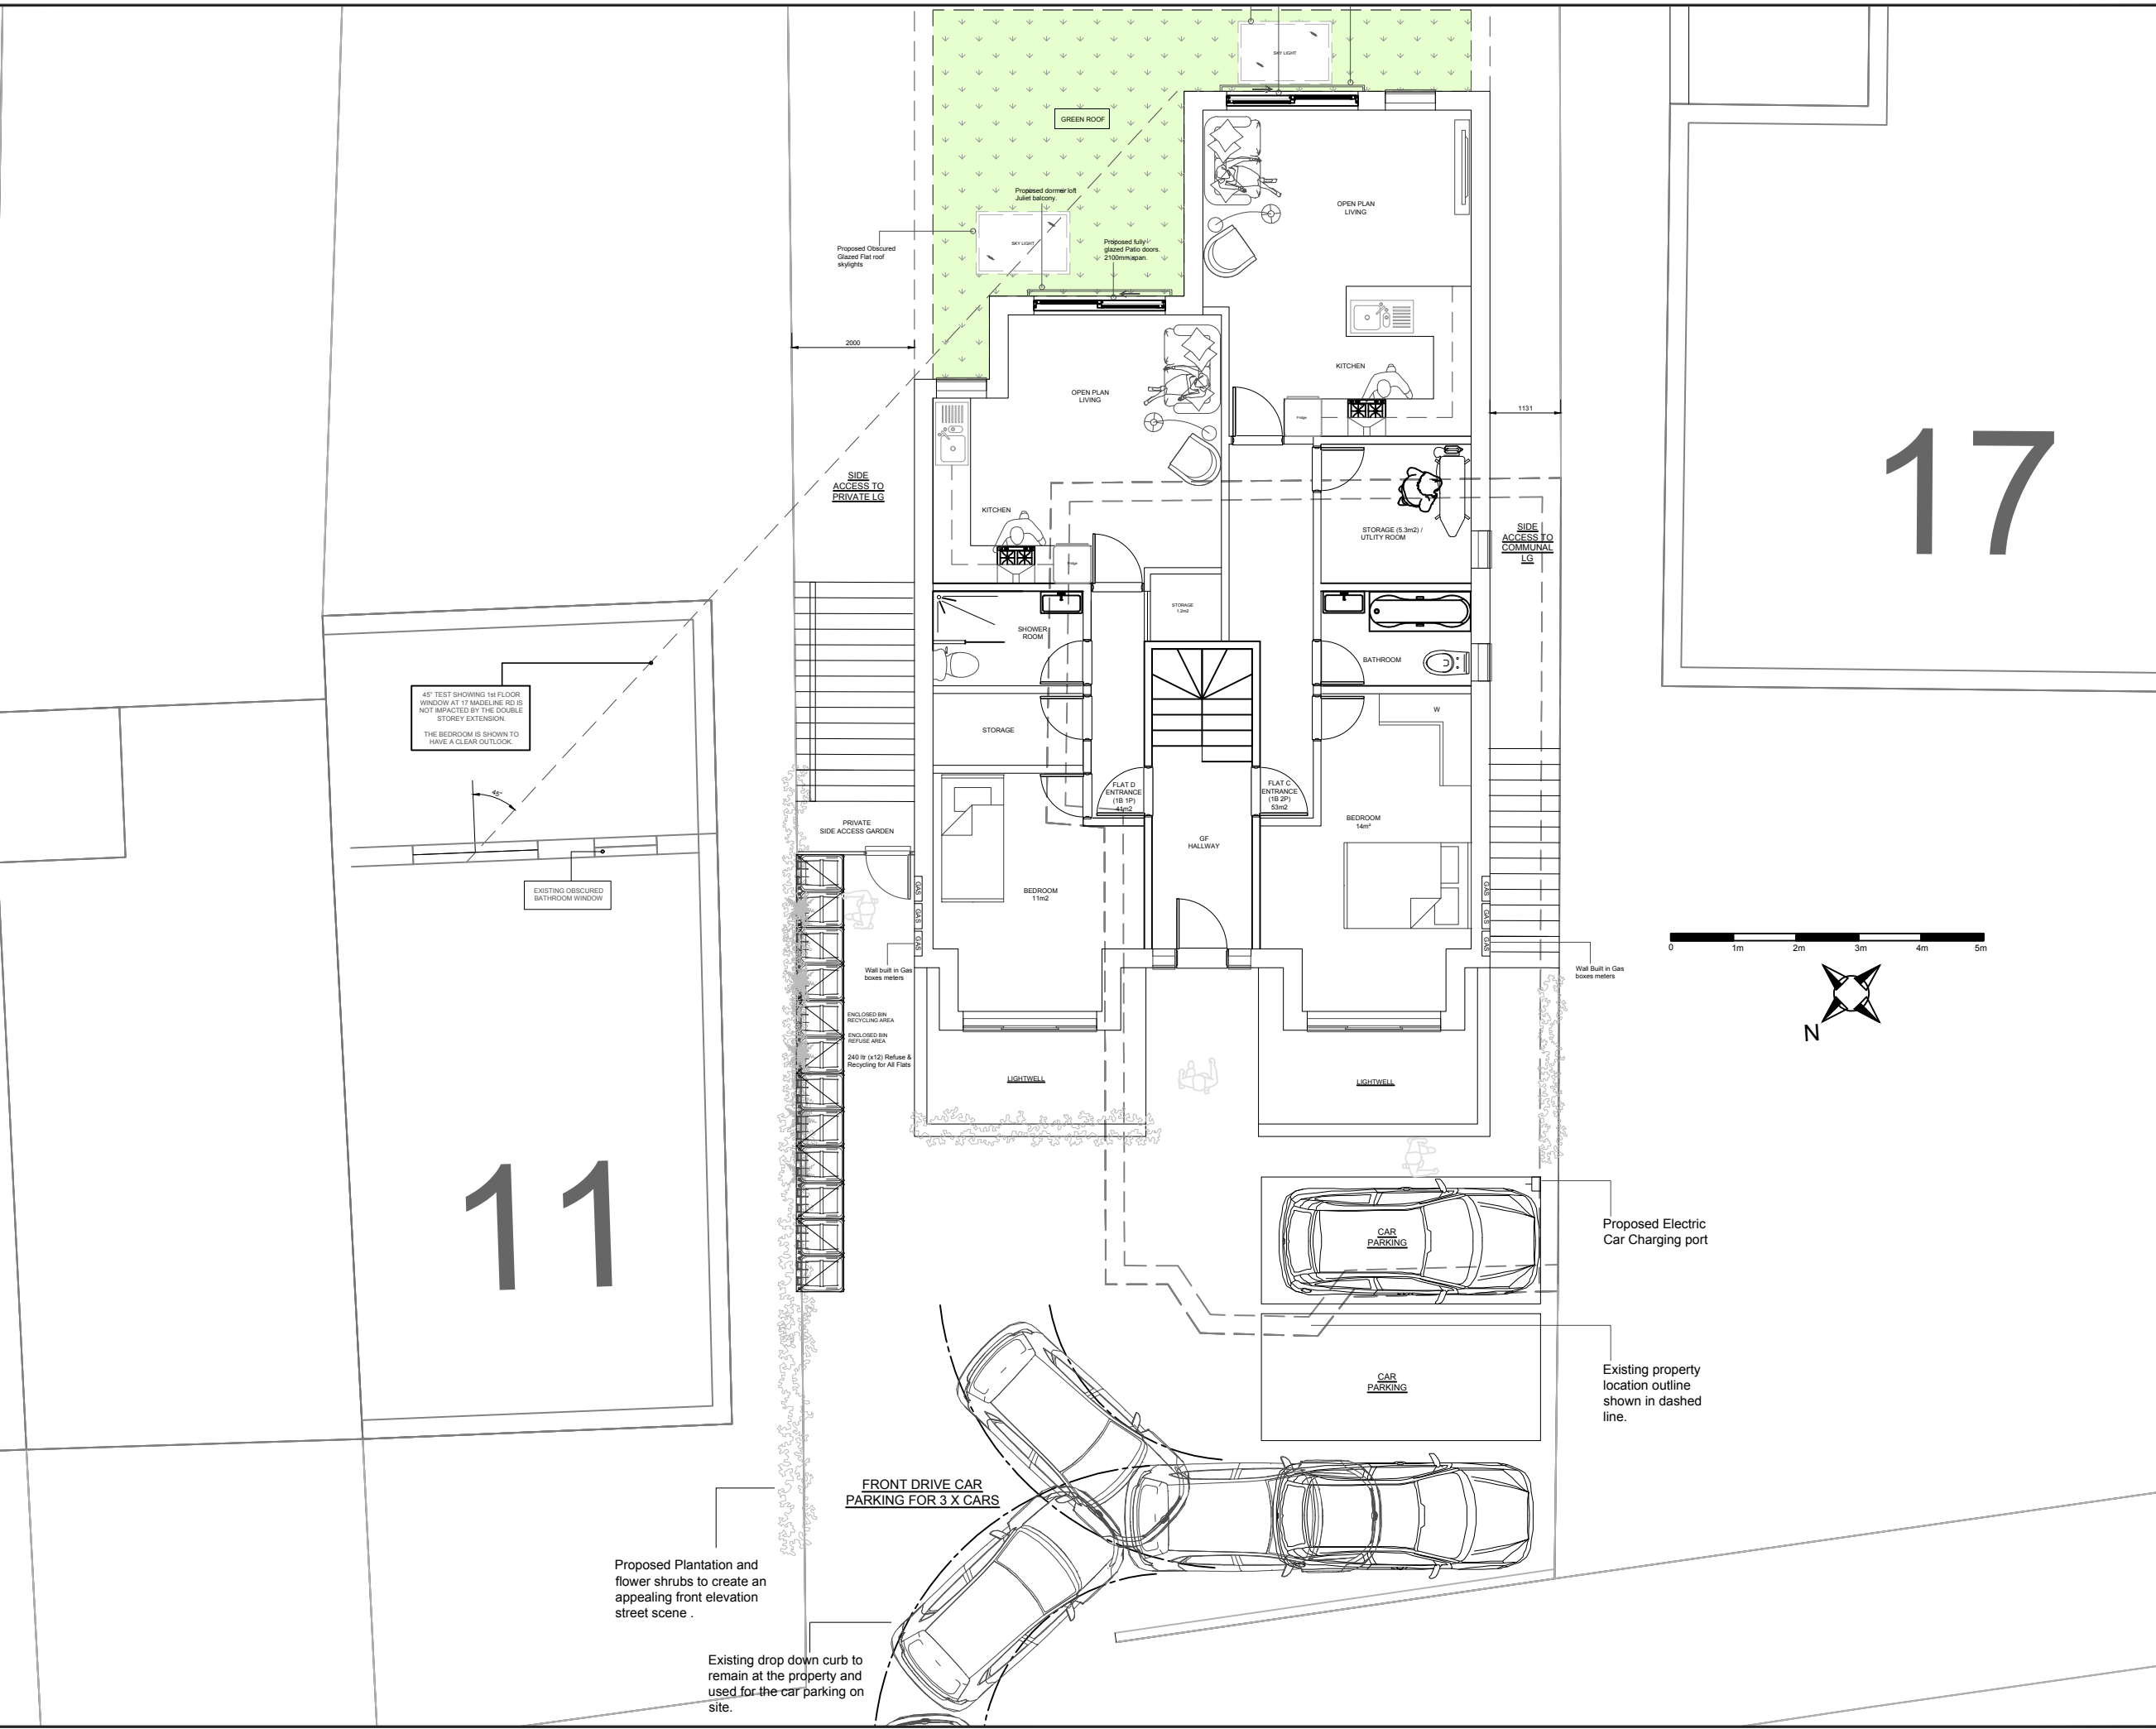 SKY LIGHT
GREEN ROOF
Proposed dormer loft
Juliet balcony.
OPEN PLAN
LIVING
SKY LIGHT
Proposed Obscured
Glazed Flat roof
skylights
Proposed fully
glazed Patio doors.
2100mm span.
2000
OPEN PLAN
LIVING
KITCHEN
Fridge
1131
17
SIDE
ACCESS TO
PRIVATE LG
KITCHEN
Fridge
STORAGE (5.3m2) /
UTLITY ROOM
SIDE
ACCESS TO
COMMUNAL
LG
STORAGE
1.2m2
SHOWER
ROOM
BATHROOM
45° TEST SHOWING 1st FLOOR
WINDOW AT 17 MADELINE RD IS
NOT IMPACTED BY THE DOUBLE
STOREY EXTENSION.
THE BEDROOM IS SHOWN TO
HAVE A CLEAR OUTLOOK.
W
STORAGE
45°
FLAT D
ENTRANCE
(1B 1P)
41m2
FLAT C
ENTRANCE
(1B 2P)
53m2
PRIVATE
SIDE ACCESS GARDEN
BEDROOM
14m²
GF
HALLWAY
EXISTING OBSCURED
BATHROOM WINDOW
BEDROOM
11m2
GAS
GAS
GAS
GAS
GAS
GAS
0 1m 2m 3m 4m 5m
Wall built in Gas
boxes meters
Wall Built in Gas
boxes meters
N
ENCLOSED BIN
RECYCLING AREA
ENCLOSED BIN
REFUSE AREA
240 ltr (x12) Refuse &
Recycling for All Flats
LIGHTWELL
LIGHTWELL
11
CAR
PARKING
Proposed Electric
Car Charging port
CAR
PARKING
Existing property
location outline
shown in dashed
line.
FRONT DRIVE CAR
PARKING FOR 3 X CARS
Proposed Plantation and
flower shrubs to create an
appealing front elevation
street scene .
Existing drop down curb to
remain at the property and
used for the car parking on
site.